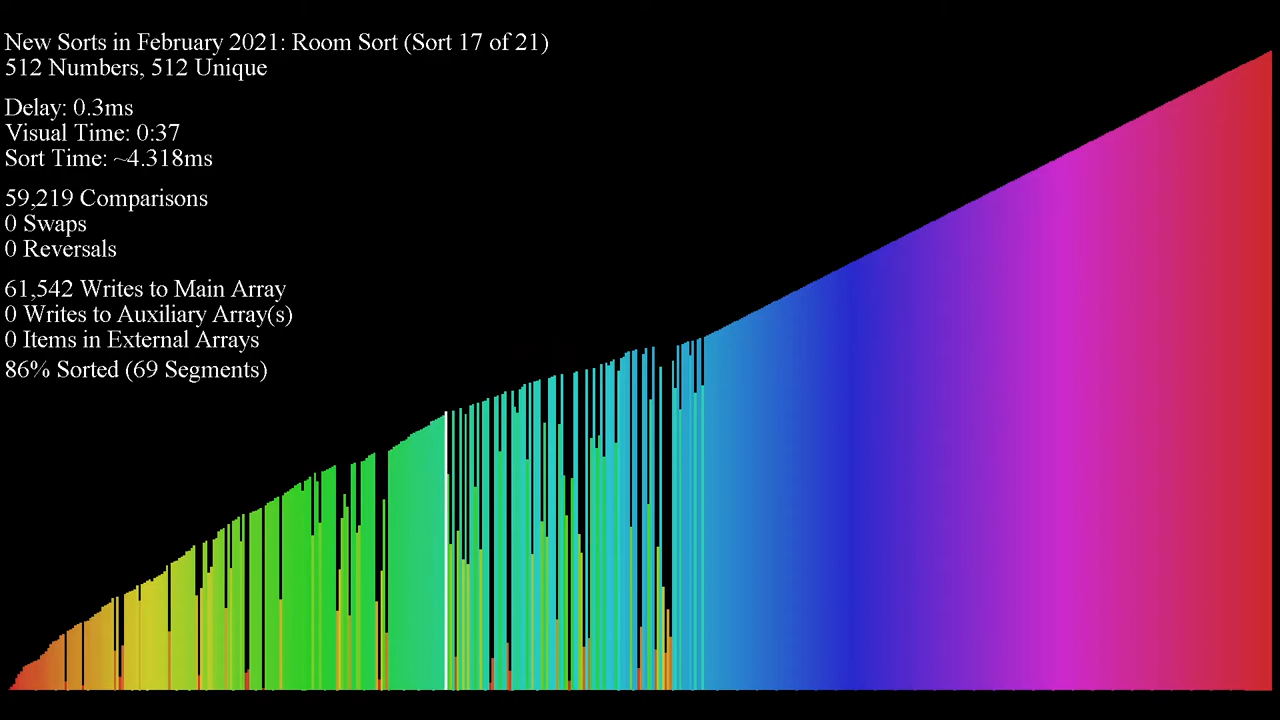 New Sorts in February 2021: Room Sort (Sort 17 of 21)
512 Numbers, 512 Unique
Delay: 0.3ms
Visual Time: 0:37
Sort Time: ~4.318ms
59,219 Comparisons
0 Swaps
0 Reversals
61,542 Writes to Main Array
0 Writes to Auxiliary Array(s)
0 Items in External Arrays
86% Sorted (69 Segments)